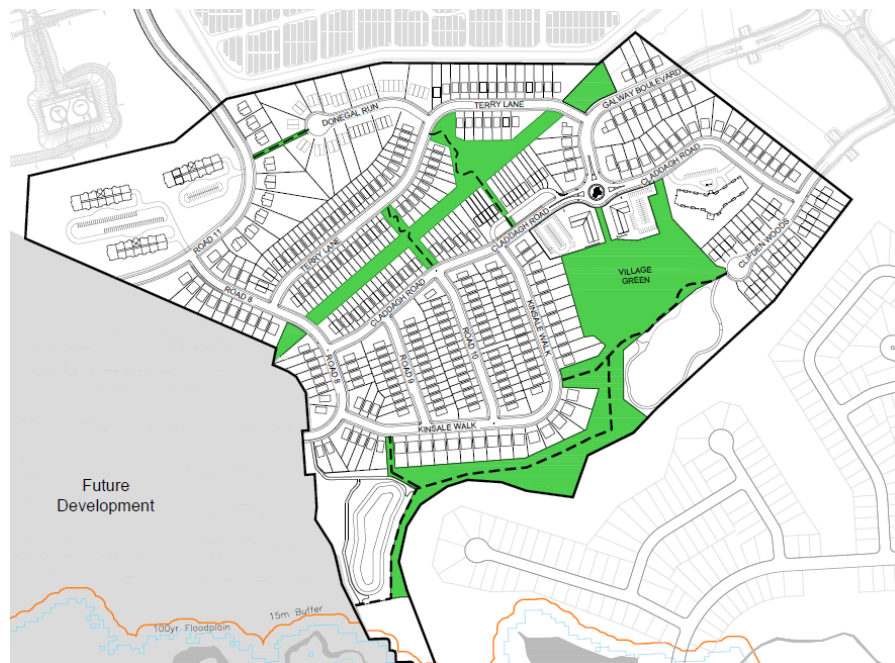 GALWAY BOULEVARD
TERRY LANE
DONEGAL RUN
CLADDAGH ROAD
CLADDAGH ROAD
ROAD 11
CLIFDEN WOODS
TERRY LANE
VILLAGE
GREEN
ROAD 8
CLADDAGH ROAD
KINSALE WALK
ROAD 10
ROAD 9
ROAD 8
KINSALE WALK
Future
Development
15m Buffer
100yr Floodplain